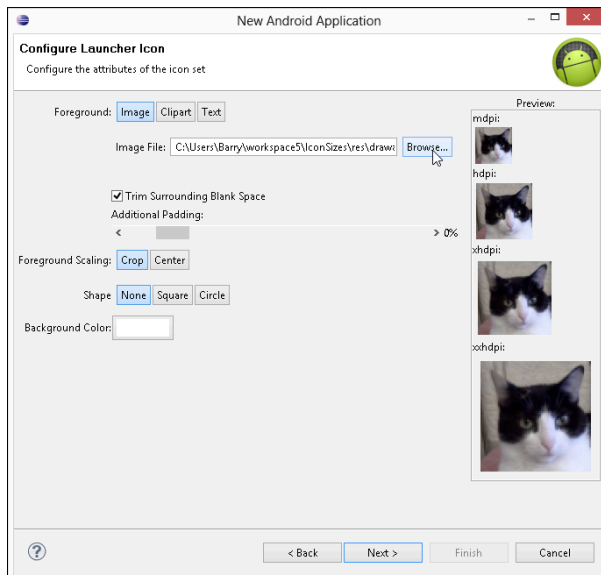 New Android Application
Configure Launcher Icon
Configure the attributes of the icon set
Foreground: Image Clipart Text
Image File: C:\Users\Barry\workspace5\IconSizes\res\drawa Browse...
Trim Surrounding Blank Space
Additional Padding:
0%
Foreground Scaling: Crop Center
Shape None Square Circle
Background Color:
Preview:
mdpi:
hdpi:
xhdpi:
xxhdpi:
? < Back Next > Finish Cancel